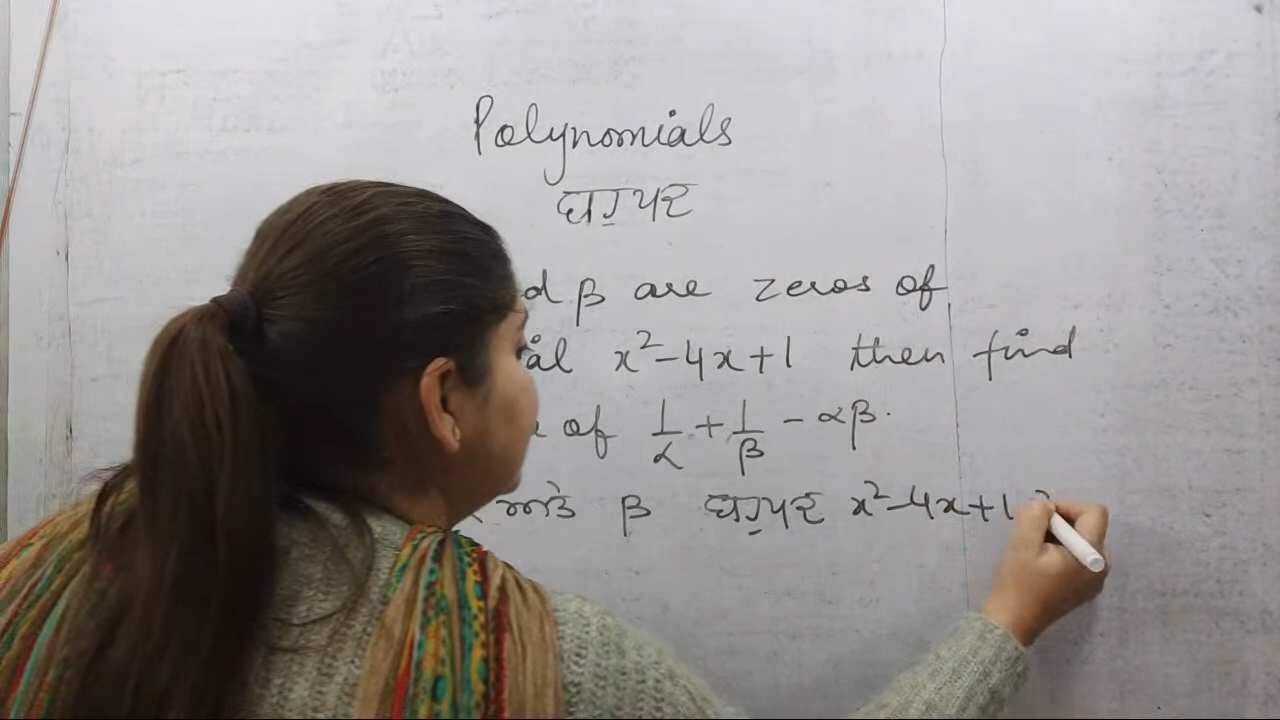 Polynomials
ਬਹੁਪਦ
β are zeros of
x²-4x+1 then find
of 1/α + 1/β - αβ.
ਅਤੇ β ਬਹੁਪਦ x²-4x+1